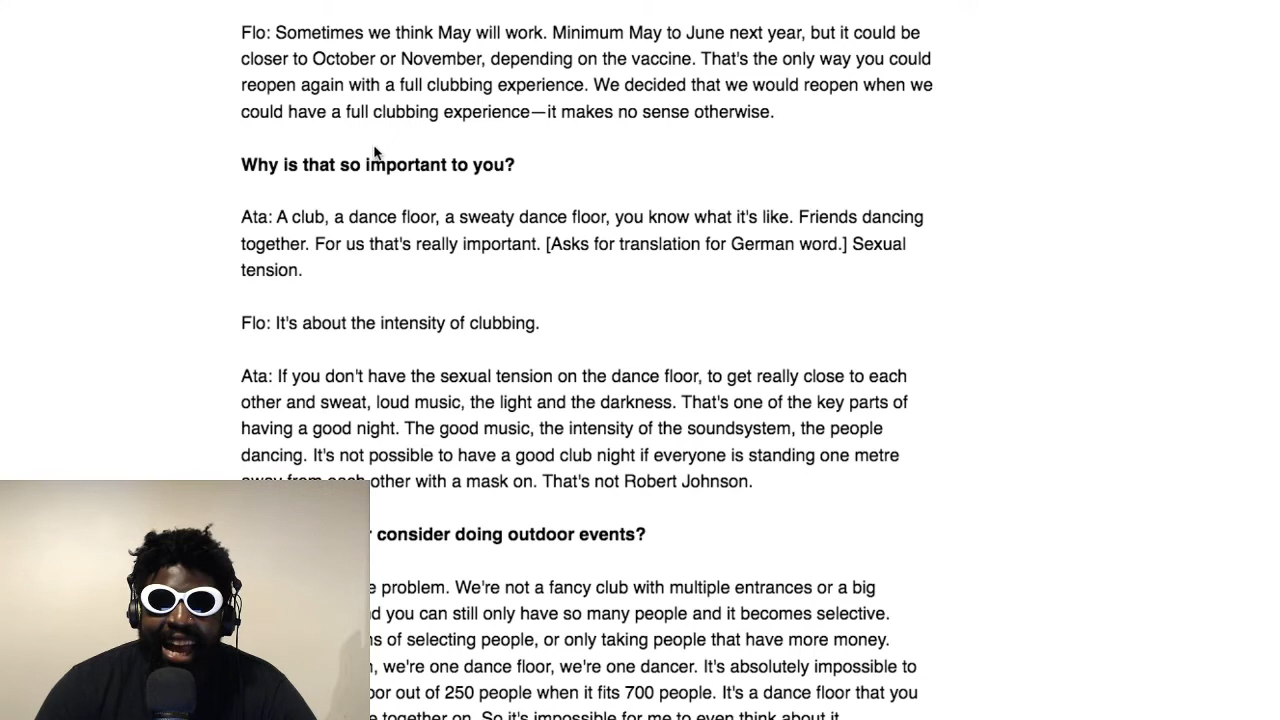 Flo: Sometimes we think May will work. Minimum May to June next year, but it could be
closer to October or November, depending on the vaccine. That's the only way you could
reopen again with a full clubbing experience. We decided that we would reopen when we
could have a full clubbing experience—it makes no sense otherwise.
Why is that so important to you?
Ata: A club, a dance floor, a sweaty dance floor, you know what it's like. Friends dancing
together. For us that's really important. [Asks for translation for German word.] Sexual
tension.
Flo: It's about the intensity of clubbing.
Ata: If you don't have the sexual tension on the dance floor, to get really close to each
other and sweat, loud music, the light and the darkness. That's one of the key parts of
having a good night. The good music, the intensity of the soundsystem, the people
dancing. It's not possible to have a good club night if everyone is standing one metre
away from each other with a mask on. That's not Robert Johnson.
consider doing outdoor events?
problem. We're not a fancy club with multiple entrances or a big
you can still only have so many people and it becomes selective.
of selecting people, or only taking people that have more money.
we're one dance floor, we're one dancer. It's absolutely impossible to
out of 250 people when it fits 700 people. It's a dance floor that you
together on. So it's impossible for me to even think about it.